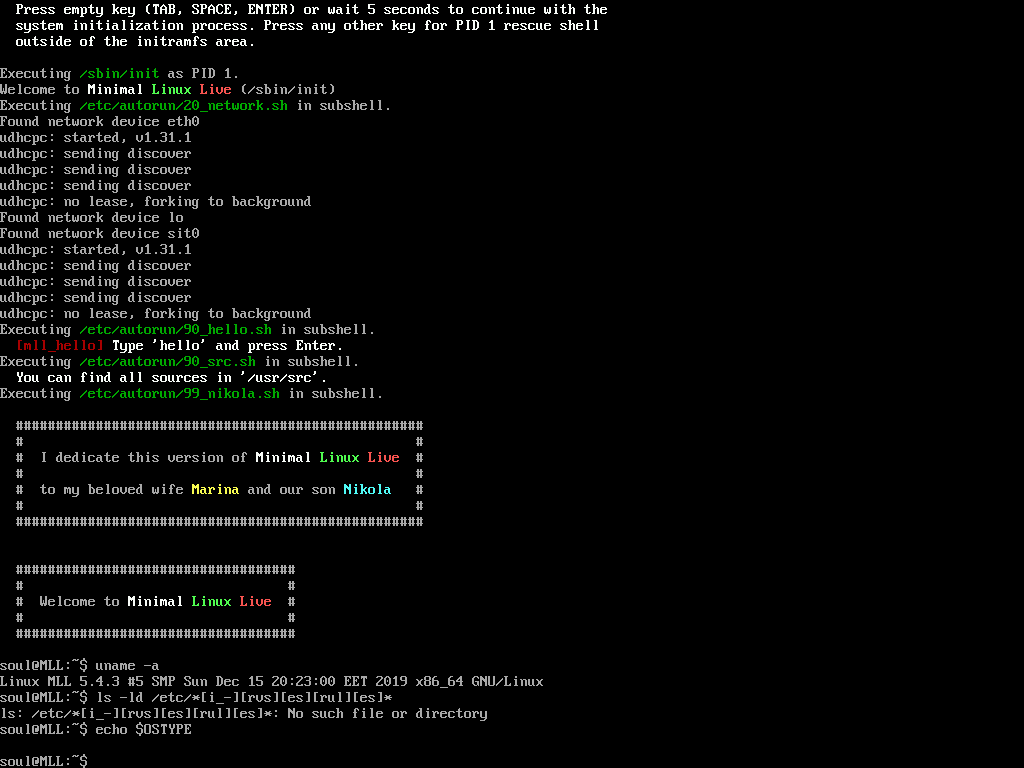 Press empty key (TAB, SPACE, ENTER) or wait 5 seconds to continue with the
system initialization process. Press any other key for PID 1 rescue shell
outside of the initramfs area.
Executing /sbin/init as PID 1.
Welcome to Minimal Linux Live (/sbin/init)
Executing /etc/autorun/20_network.sh in subshell.
Found network device eth0
udhcpc: started, v1.31.1
udhcpc: sending discover
udhcpc: sending discover
udhcpc: sending discover
udhcpc: no lease, forking to background
Found network device lo
Found network device sit0
udhcpc: started, v1.31.1
udhcpc: sending discover
udhcpc: sending discover
udhcpc: sending discover
udhcpc: no lease, forking to background
Executing /etc/autorun/90_hello.sh in subshell.
[mll_hello] Type 'hello' and press Enter.
Executing /etc/autorun/90_src.sh in subshell.
You can find all sources in '/usr/src'.
Executing /etc/autorun/99_nikola.sh in subshell.
###################################################
#                                                 #
#  I dedicate this version of Minimal Linux Live  #
#                                                 #
#  to my beloved wife Marina and our son Nikola   #
#                                                 #
###################################################
###################################
#                                 #
#  Welcome to Minimal Linux Live  #
#                                 #
###################################
soul@MLL:~$ uname -a
Linux MLL 5.4.3 #5 SMP Sun Dec 15 20:23:00 EET 2019 x86_64 GNU/Linux
soul@MLL:~$ ls -ld /etc/*[i_-][rvs][es][rul][es]*
ls: /etc/*[i_-][rvs][es][rul][es]*: No such file or directory
soul@MLL:~$ echo $OSTYPE
soul@MLL:~$